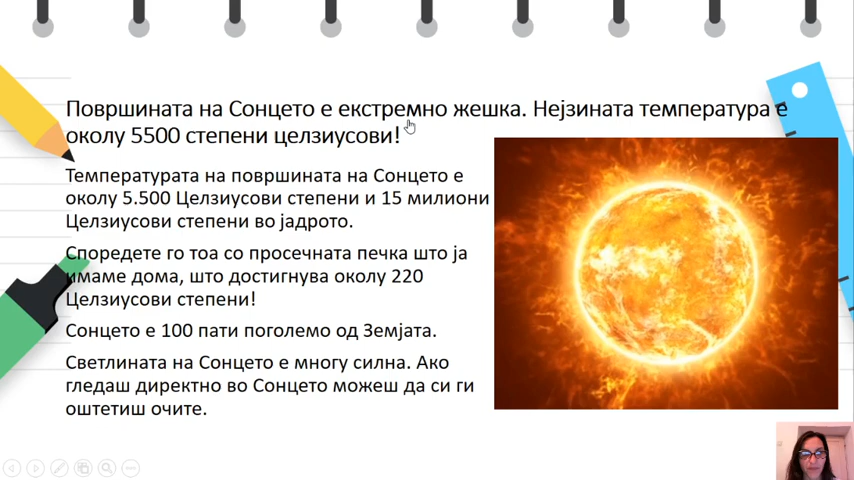 Површината на Сонцето е екстремно жешка. Нејзината температура е
околу 5500 степени целзиусови!
Температурата на површината на Сонцето е
околу 5.500 Целзиусови степени и 15 милиони
Целзиусови степени во јадрото.
Споредете го тоа со просечната печка што ја
имаме дома, што достигнува околу 220
Целзиусови степени!
Сонцето е 100 пати поголемо од Земјата.
Светлината на Сонцето е многу силна. Ако
гледаш директно во Сонцето можеш да си ги
оштетиш очите.